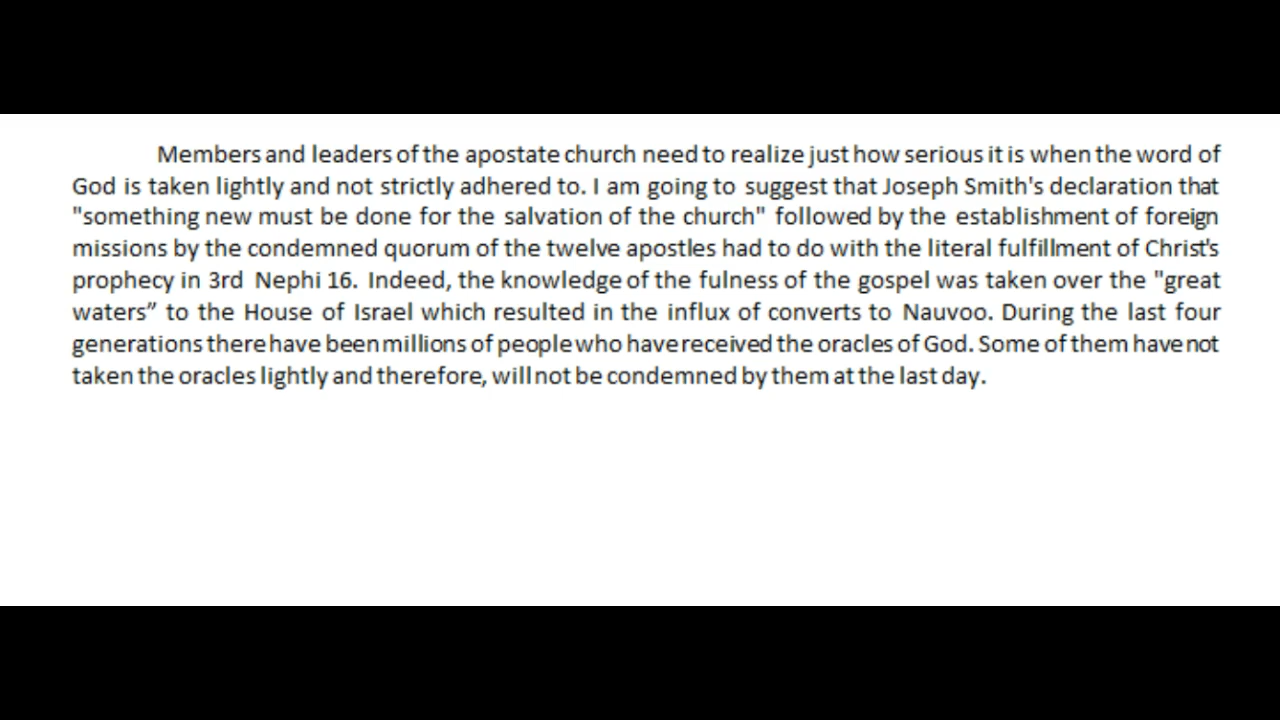 Members and leaders of the apostate church need to realize just how serious it is when the word of
God is taken lightly and not strictly adhered to. I am going to suggest that Joseph Smith's declaration that
"something new must be done for the salvation of the church" followed by the establishment of foreign
missions by the condemned quorum of the twelve apostles had to do with the literal fulfillment of Christ's
prophecy in 3rd Nephi 16. Indeed, the knowledge of the fulness of the gospel was taken over the "great
waters” to the House of Israel which resulted in the influx of converts to Nauvoo. During the last four
generations there have been millions of people who have received the oracles of God. Some of them have not
taken the oracles lightly and therefore, will not be condemned by them at the last day.